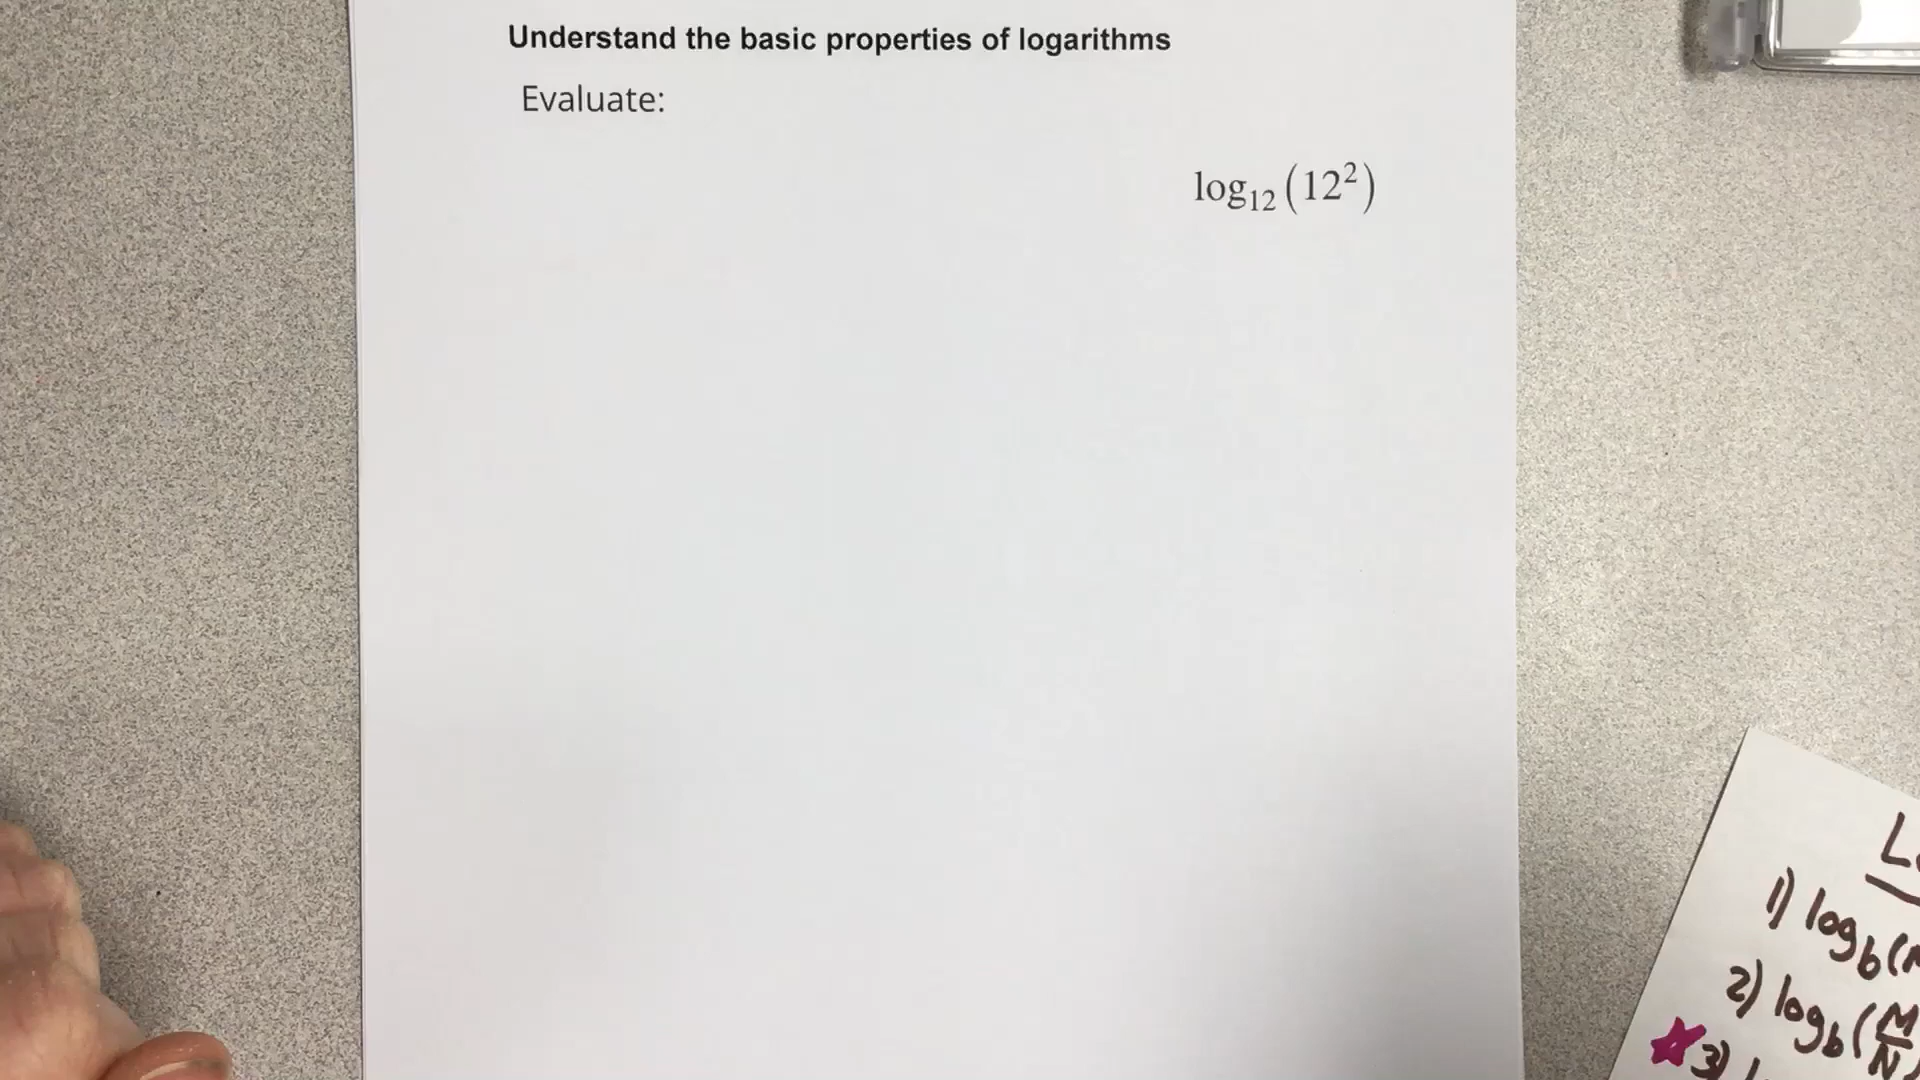 Understand the basic properties of logarithms
Evaluate:
log₁₂(12²)
1) log_b(
2) log_b(M/N)
3)